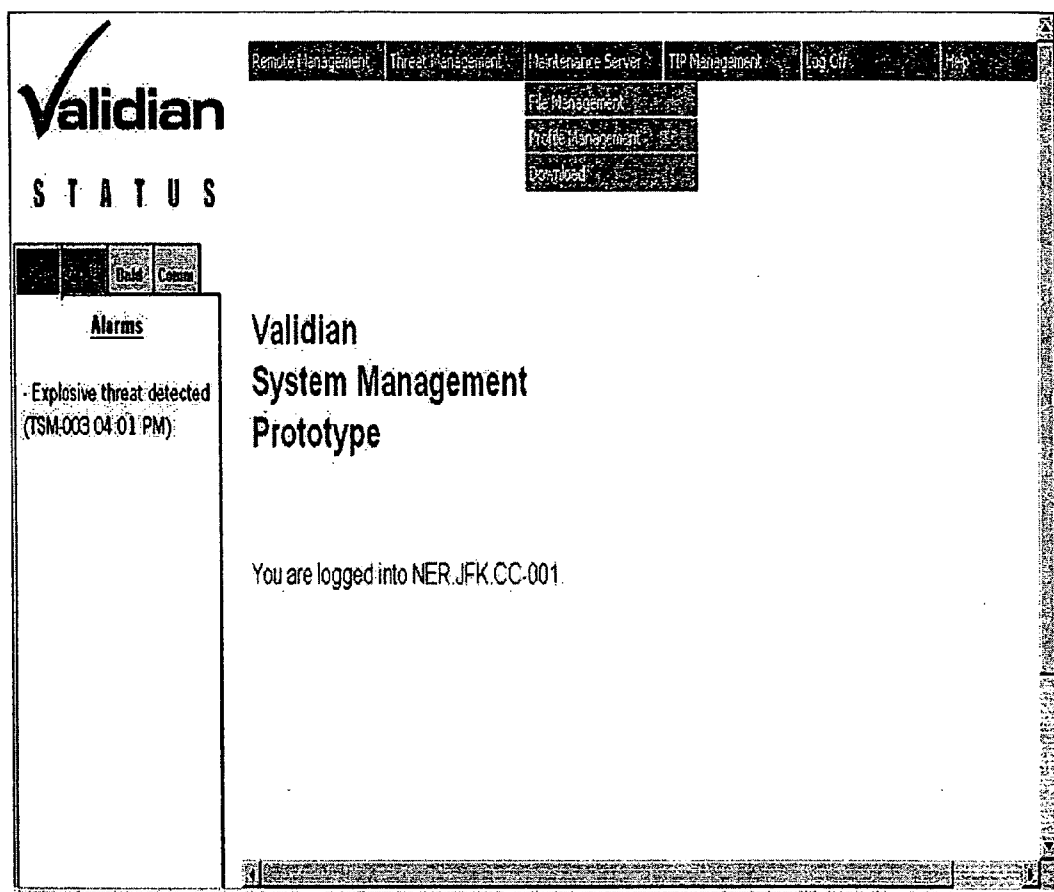 Validian
STATUS
Remote Management Threat Management Maintenance Server TIP Management Log Off Help
File Management
Profile Management
Download
Comm
Alarms
- Explosive threat detected
(TSM-003 04:01 PM)
Validian
System Management
Prototype
You are logged into NER.JFK.CC-001.